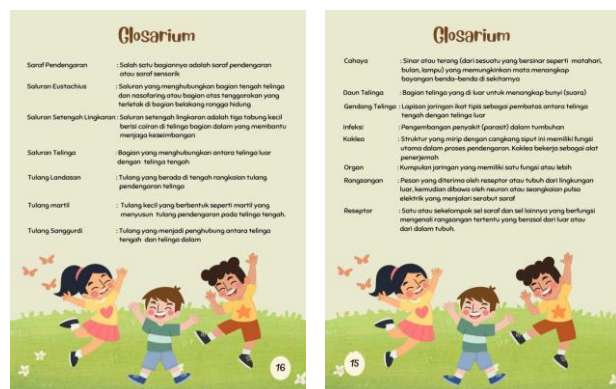 Glosarium
Saraf Pendengaran : Salah satu bagiannya adalah saraf pendengaran
atau saraf sensorik
Saluran Eustachius : Saluran yang menghubungkan bagian tengah telinga
dan nasofaring atau bagian atas tenggorokan yang
terletak di bagian belakang rongga hidung
Saluran Setengah Lingkaran : Saluran setengah lingkaran adalah tiga tabung kecil
berisi cairan di telinga bagian dalam yang membantu
menjaga keseimbangan
Saluran Telinga : Bagian yang menghubungkan antara telinga luar
dengan telinga tengah
Tulang Landasan : Tulang yang berada di tengah rangkaian tulang
pendengaran telinga
Tulang martil : Tulang kecil yang berbentuk seperti martil yang
menyusun tulang pendengaran pada telinga tengah.
Tulang Sanggurdi : Tulang yang menjadi penghubung antara telinga
tengah dan telinga dalam
16
Glosarium
Cahaya : Sinar atau terang (dari sesuatu yang bersinar seperti matahari,
bulan, lampu) yang memungkinkan mata menangkap
bayangan benda-benda di sekitarnya
Daun Telinga : Bagian telinga yang di luar untuk menangkap bunyi (suara)
Gendang Telinga : Lapisan jaringan ikat tipis sebagai pembatas antara telinga
tengah dengan telinga luar
Infeksi : Pengembangan penyakit (parasit) dalam tumbuhan
Koklea : Struktur yang mirip dengan cangkang siput ini memiliki fungsi
utama dalam proses pendengaran. Koklea bekerja sebagai alat
penerjemah
Organ : Kumpulan jaringan yang memiliki satu fungsi atau lebih
Rangsangan : Pesan yang diterima oleh reseptor atau tubuh dari lingkungan
luar, kemudian dibawa oleh neuron atau seangkaian pulsa
elektrik yang menjalari serabut saraf
Reseptor : Satu atau sekelompok sel saraf dan sel lainnya yang berfungsi
mengenali rangsangan tertentu yang berasal dari luar atau
dari dalam tubuh.
15